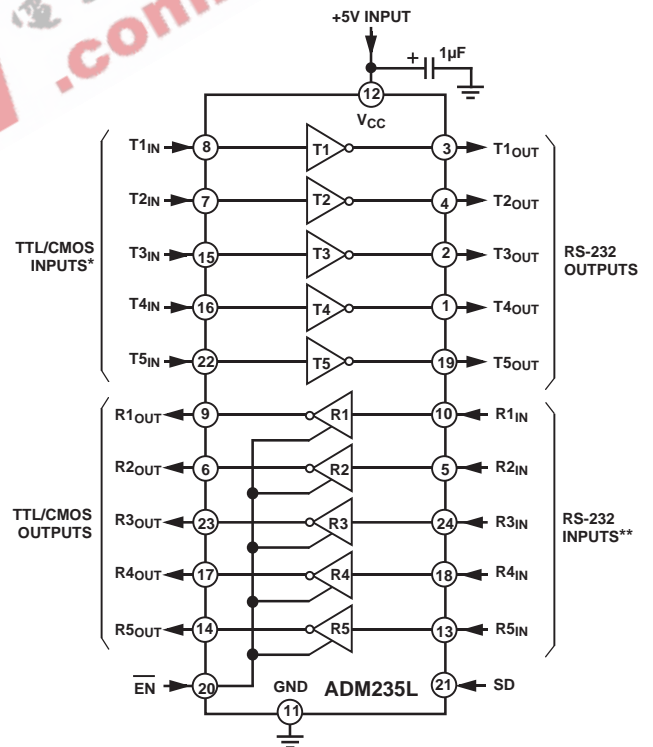 .com
+5V INPUT
+ 1µF
12
VCC
T1IN 8 T1 3 T1OUT
T2IN 7 T2 4 T2OUT
T3IN 15 T3 2 T3OUT
T4IN 16 T4 1 T4OUT
T5IN 22 T5 19 T5OUT
TTL/CMOS
INPUTS*
RS-232
OUTPUTS
R1OUT 9 R1 10 R1IN
R2OUT 6 R2 5 R2IN
R3OUT 23 R3 24 R3IN
R4OUT 17 R4 18 R4IN
R5OUT 14 R5 13 R5IN
TTL/CMOS
OUTPUTS
RS-232
INPUTS**
EN 20 GND ADM235L 21 SD
11